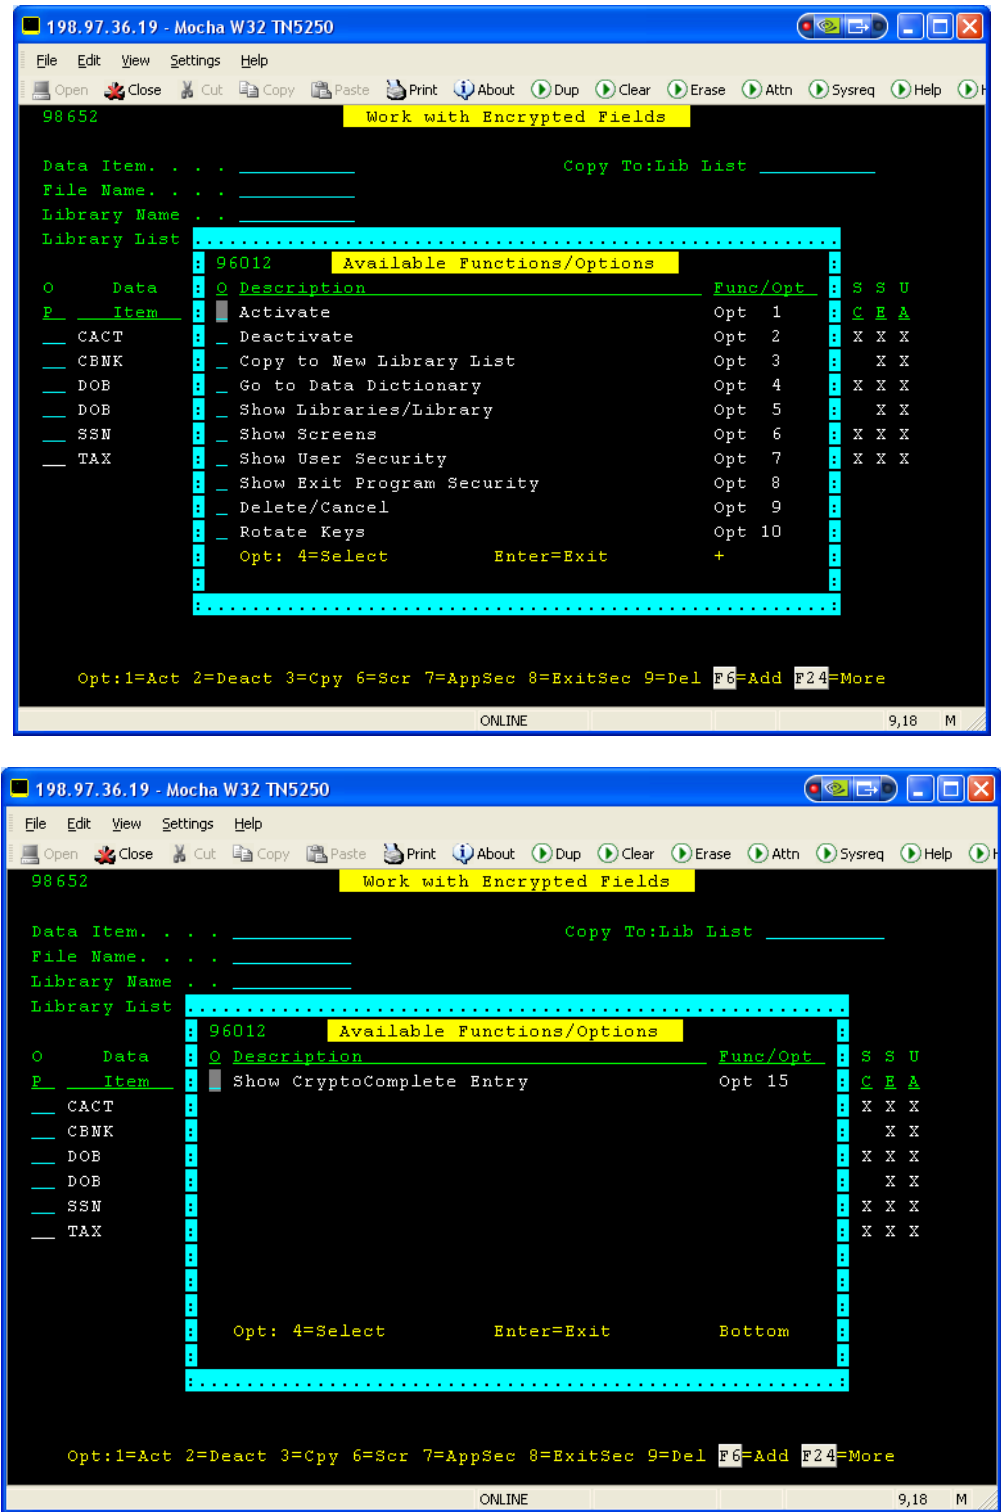 198.97.36.19 - Mocha W32 TN5250
File Edit View Settings Help
Open Close Cut Copy Paste Print About Dup Clear Erase Attn Sysreq Help H
98652 Work with Encrypted Fields
Data Item. . . . Copy To:Lib List
File Name. . . .
Library Name . .
Library List
96012 Available Functions/Options
O Data O Description Func/Opt S S U
P Item Activate Opt 1 C E A
CACT Deactivate Opt 2 X X X
CBNK Copy to New Library List Opt 3 X X
DOB Go to Data Dictionary Opt 4 X X X
DOB Show Libraries/Library Opt 5 X X
SSN Show Screens Opt 6 X X X
TAX Show User Security Opt 7 X X X
Show Exit Program Security Opt 8
Delete/Cancel Opt 9
Rotate Keys Opt 10
Opt: 4=Select Enter=Exit +
Opt:1=Act 2=Deact 3=Cpy 6=Scr 7=AppSec 8=ExitSec 9=Del F6=Add F24=More
ONLINE 9,18 M
198.97.36.19 - Mocha W32 TN5250
File Edit View Settings Help
Open Close Cut Copy Paste Print About Dup Clear Erase Attn Sysreq Help H
98652 Work with Encrypted Fields
Data Item. . . . Copy To:Lib List
File Name. . . .
Library Name . .
Library List
96012 Available Functions/Options
O Data O Description Func/Opt S S U
P Item Show CryptoComplete Entry Opt 15 C E A
CACT X X X
CBNK X X
DOB X X X
DOB X X
SSN X X X
TAX X X X
Opt: 4=Select Enter=Exit Bottom
Opt:1=Act 2=Deact 3=Cpy 6=Scr 7=AppSec 8=ExitSec 9=Del F6=Add F24=More
ONLINE 9,18 M